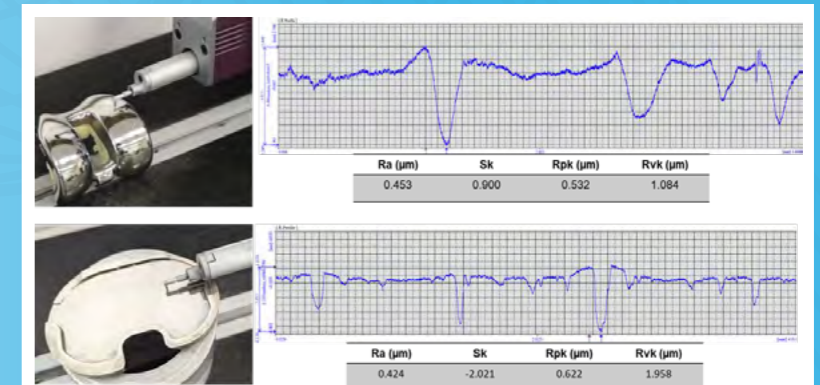 Ra (µm) Sk Rpk (µm) Rvk (µm)
0.453 0.900 0.532 1.084
Ra (µm) Sk Rpk (µm) Rvk (µm)
0.424 -2.021 0.622 1.958